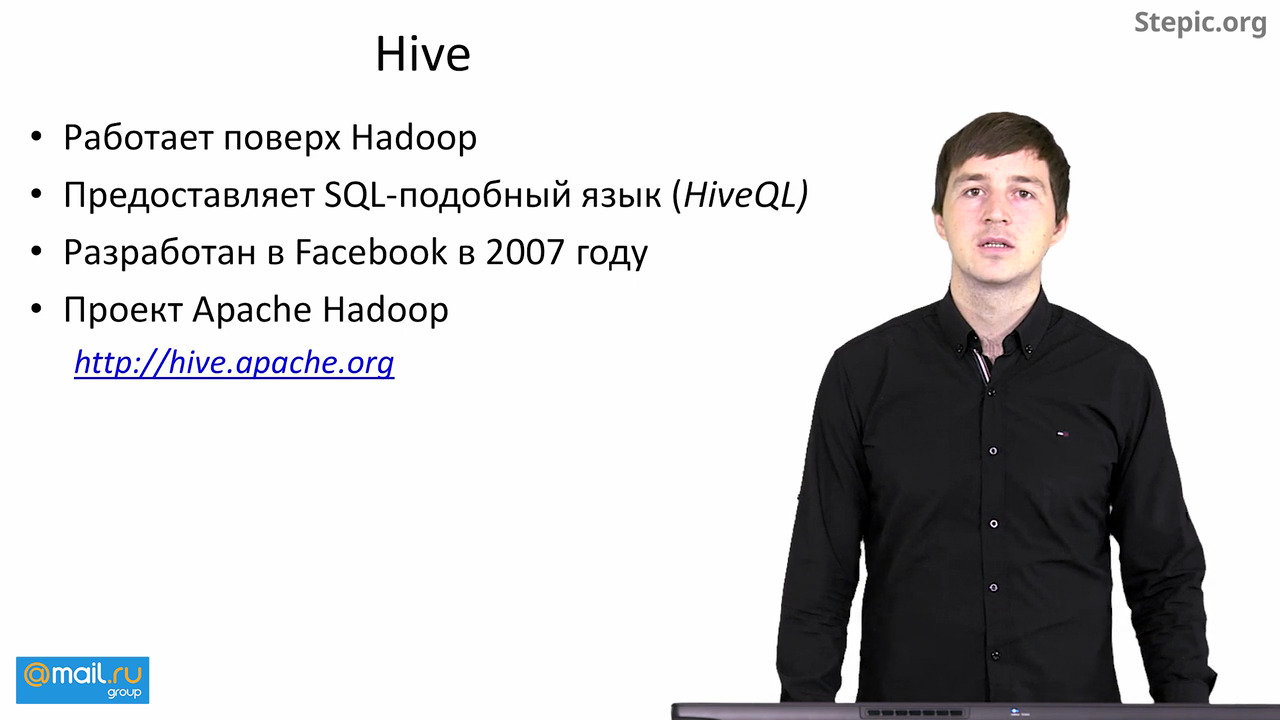 Stepic.org
Hive
• Работает поверх Hadoop
• Предоставляет SQL-подобный язык (HiveQL)
• Разработан в Facebook в 2007 году
• Проект Apache Hadoop
http://hive.apache.org
@mail.ru
group